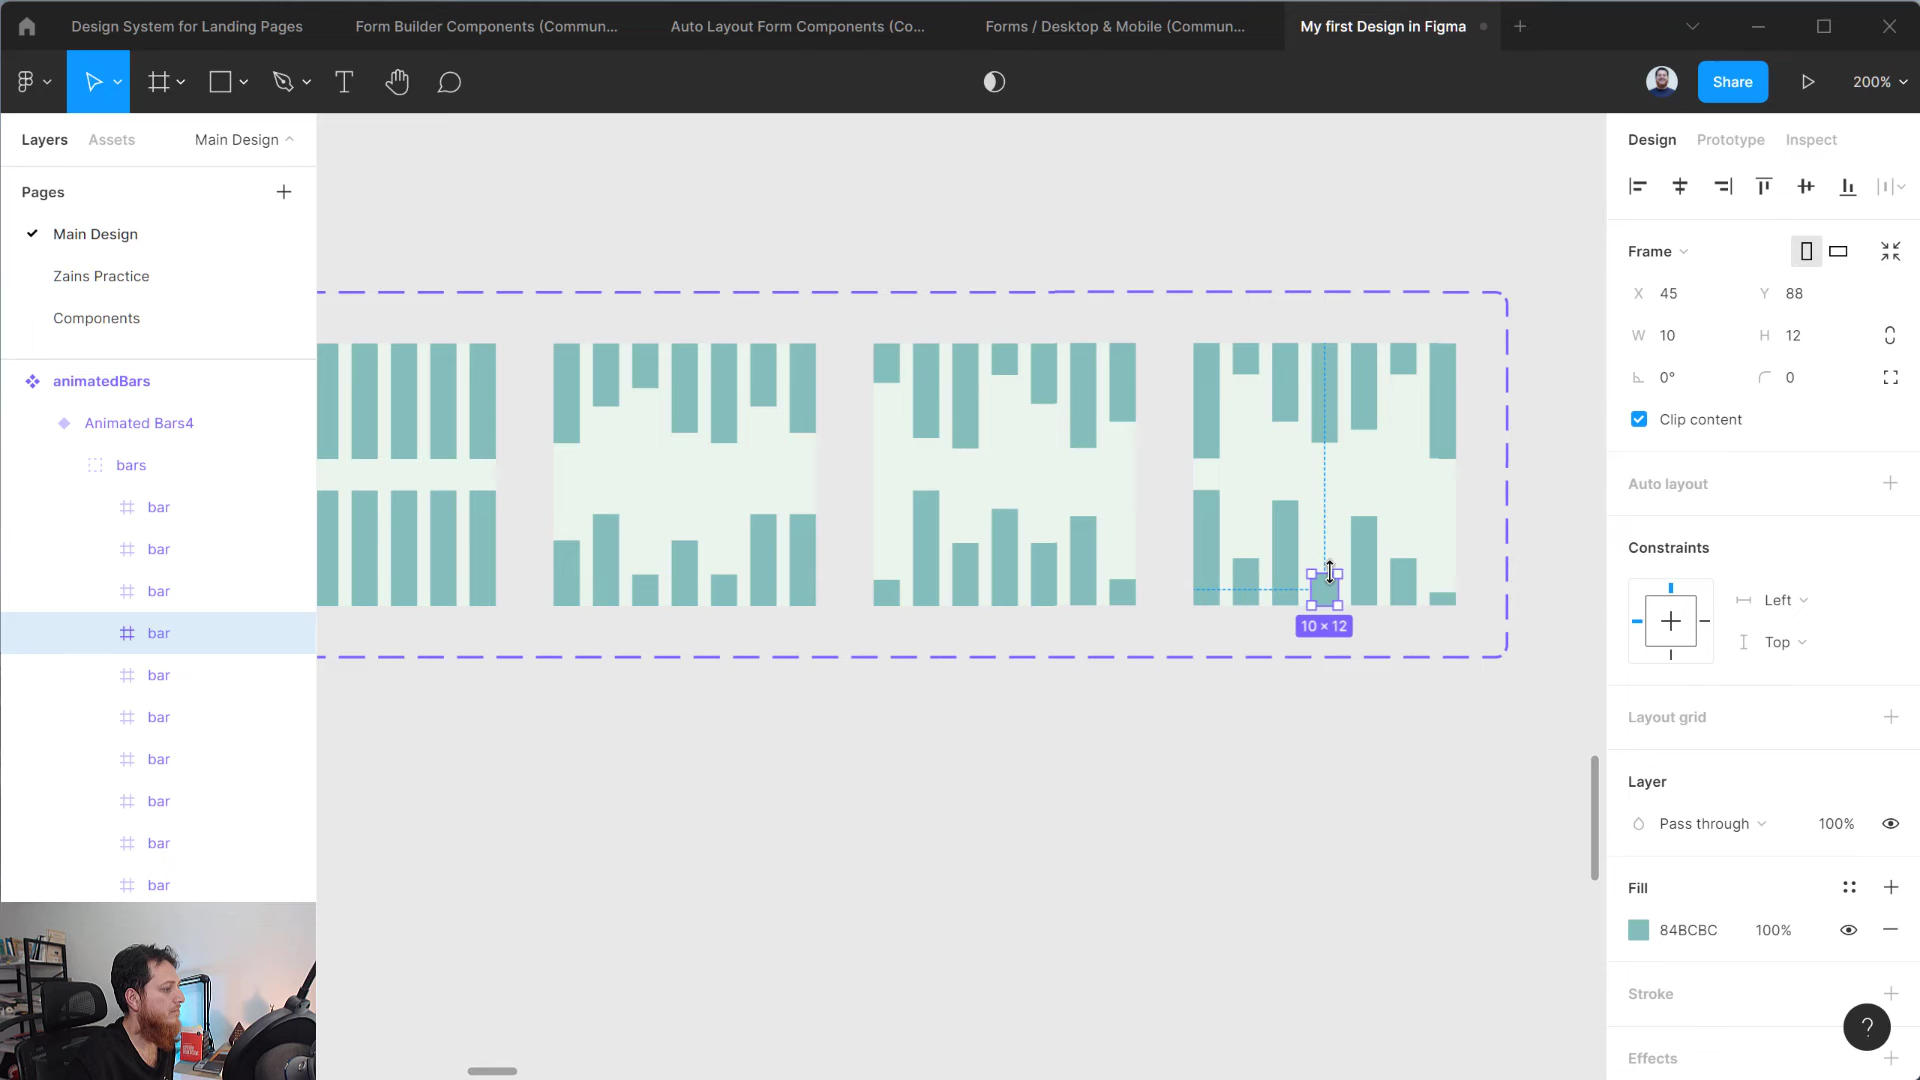 Design System for Landing Pages
Form Builder Components (Commun...
Auto Layout Form Components (Co...
Forms / Desktop & Mobile (Commun...
My first Design in Figma
Share
200%
Layers
Assets
Main Design
Pages
Main Design
Zains Practice
Components
animatedBars
Animated Bars4
bars
bar
bar
bar
bar
bar
bar
bar
bar
bar
bar
10 × 12
Design
Prototype
Inspect
Frame
X 45
Y 88
W 10
H 12
0°
0
Clip content
Auto layout
Constraints
Left
Top
Layout grid
Layer
Pass through
100%
Fill
84BCBC
100%
Stroke
?
Effects